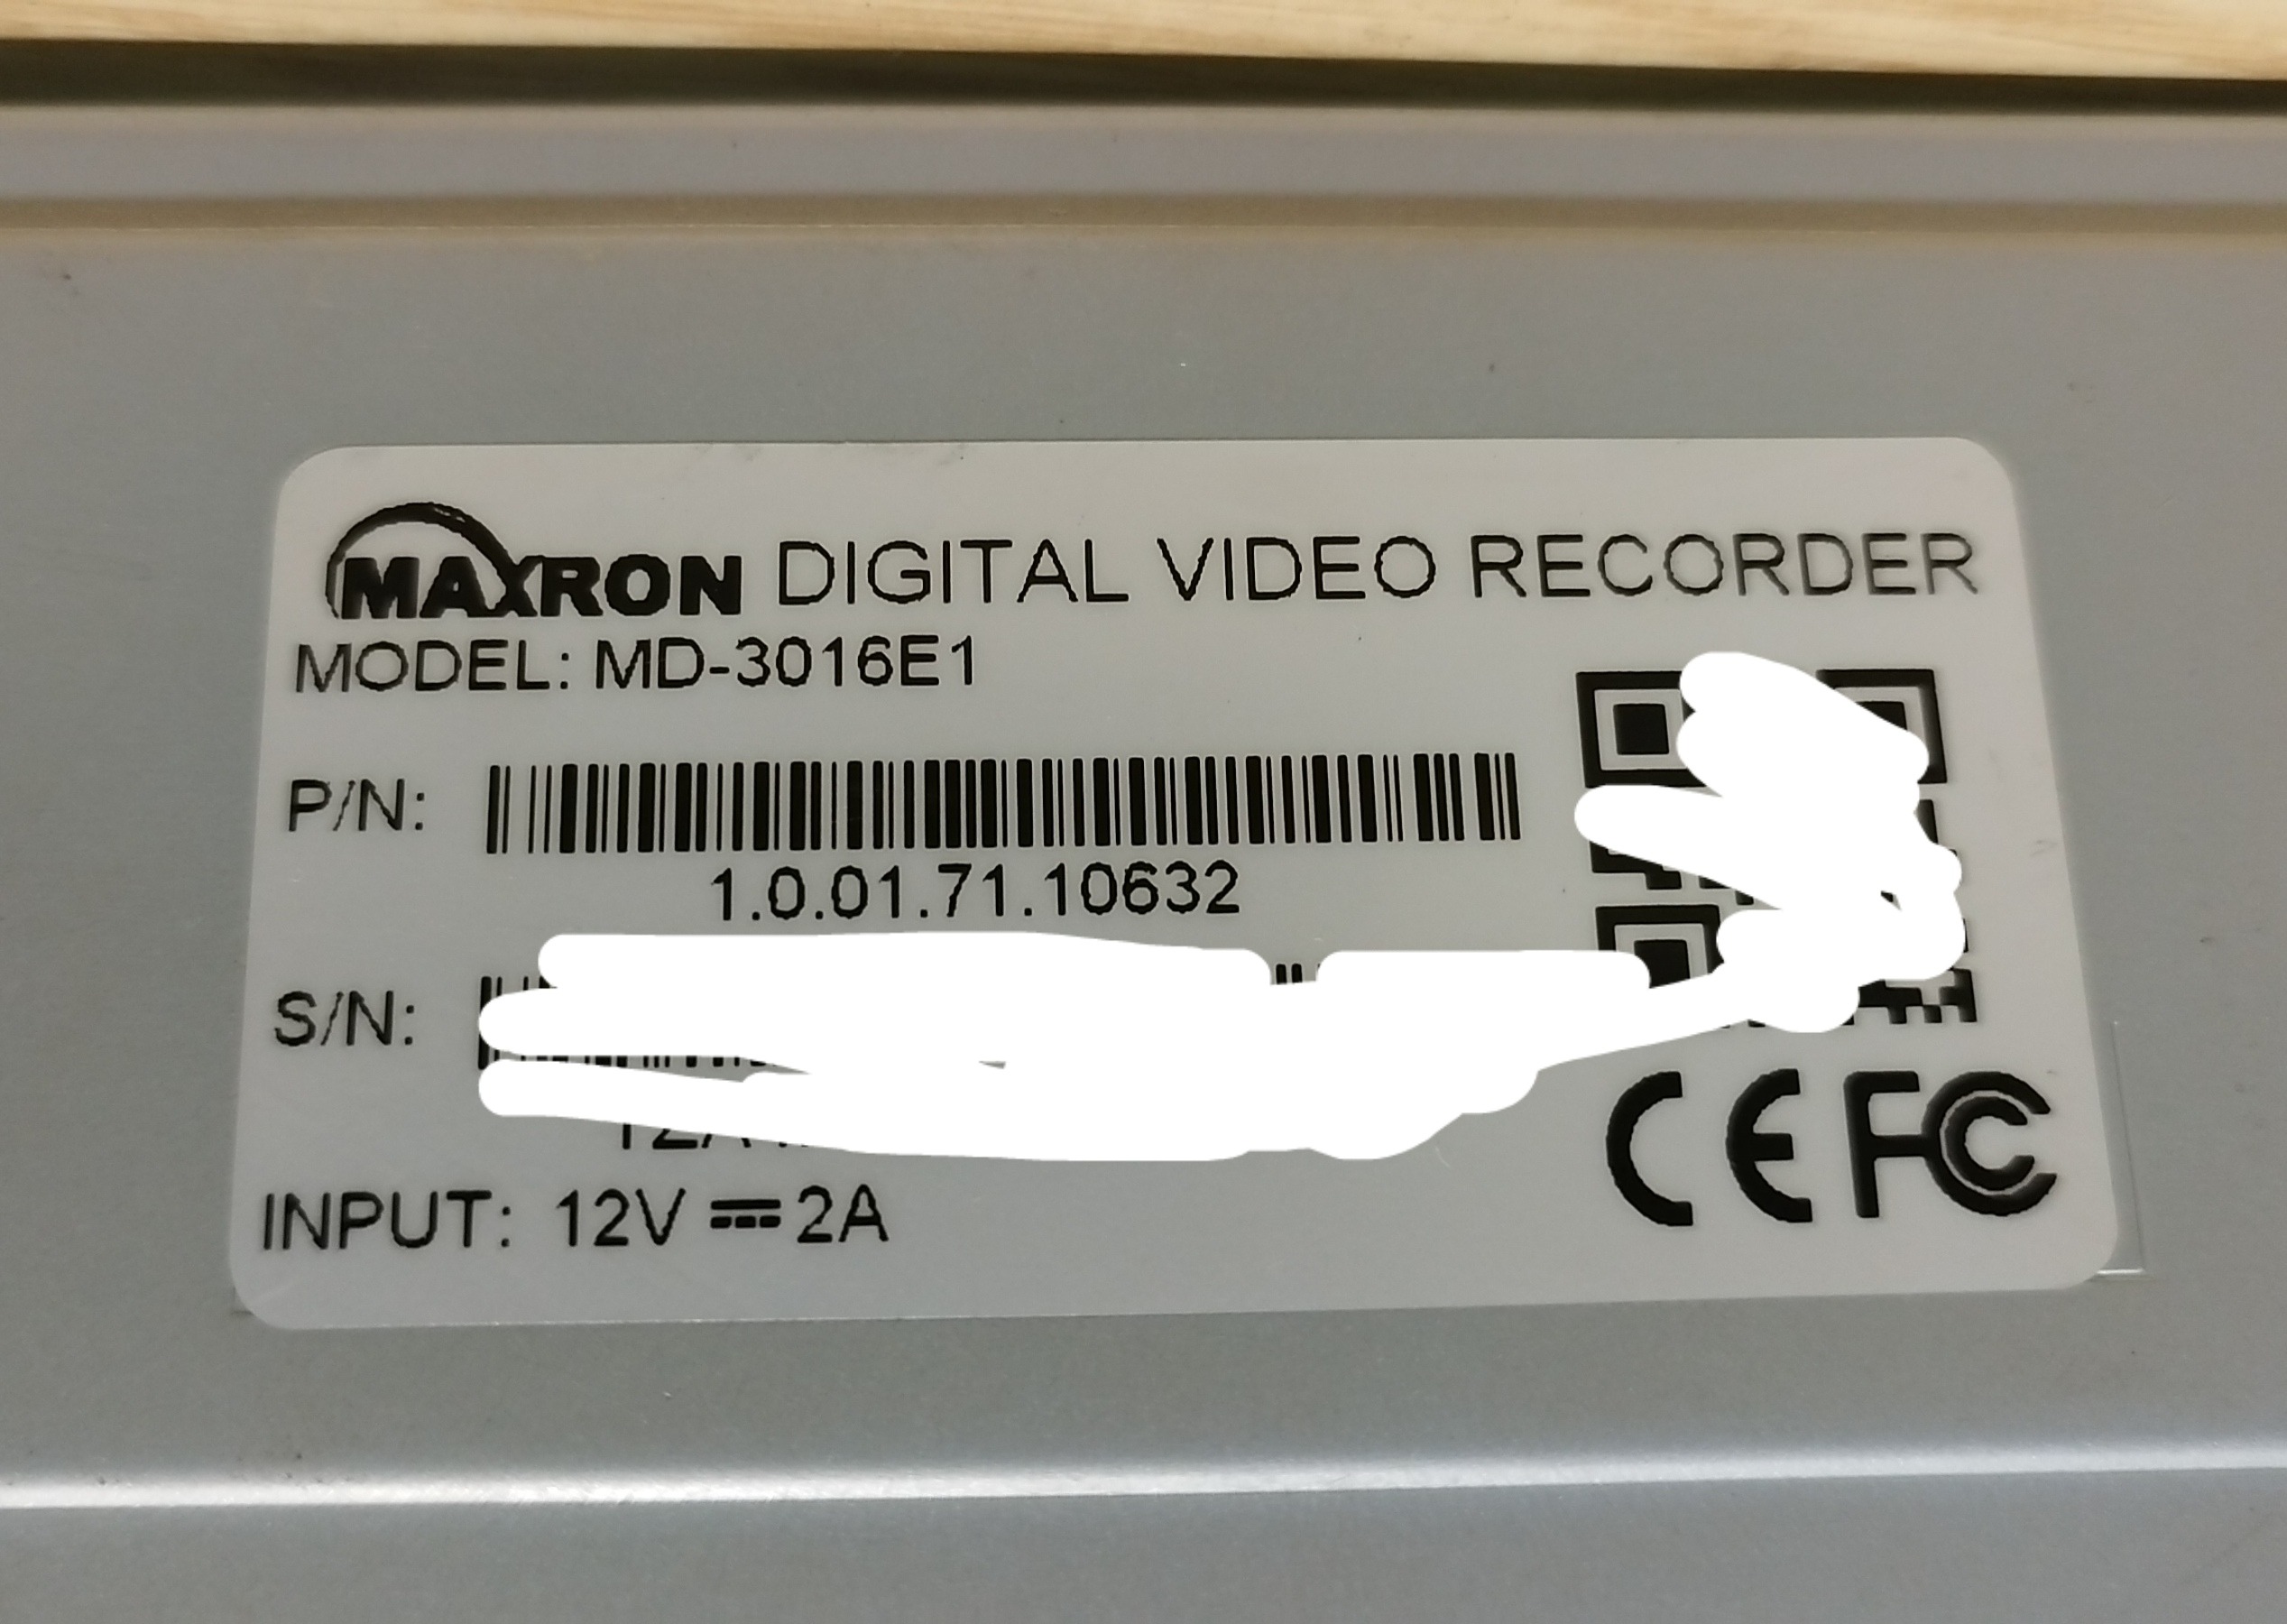 MAXRON DIGITAL VIDEO RECORDER
MODEL: MD-3016E1
P/N:
1.0.01.71.10632
S/N:
INPUT: 12V ⎓ 2A
CE FC